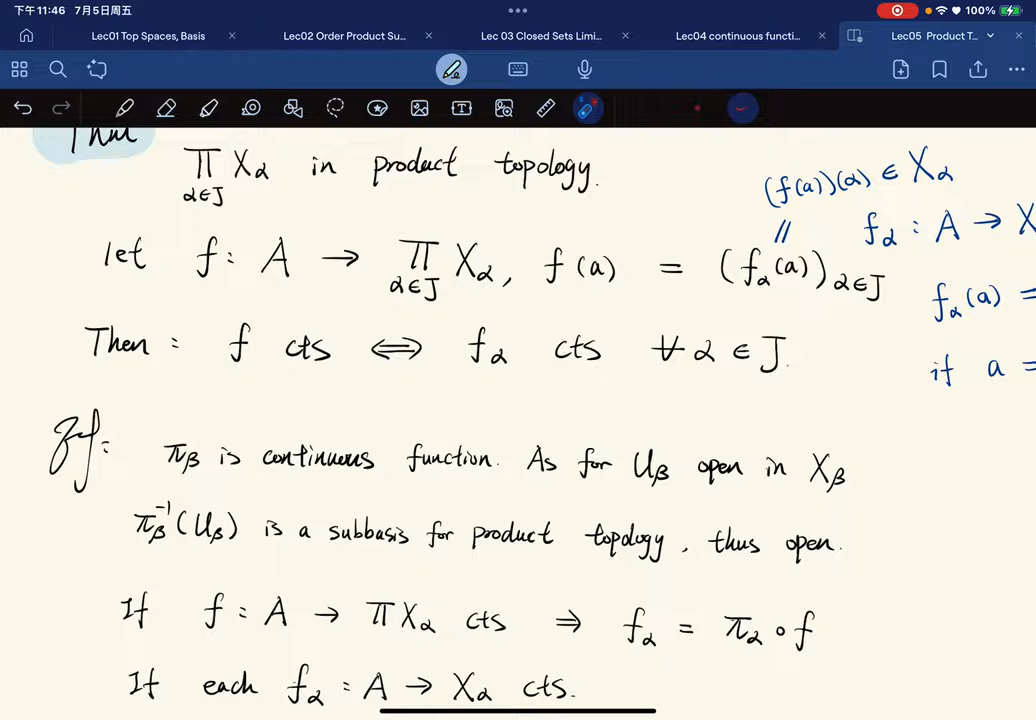 下午11:46 7月5日周五
100%
Lec01 Top Spaces, Basis
Lec02 Order Product Su...
Lec 03 Closed Sets Limi...
Lec04 continuous functi...
Lec05 Product T...
Thm
∏_{α∈J} Xα in product topology.
(f(a))(α) ∈ Xα
||
fα : A → X
let f : A → ∏_{α∈J} Xα, f(a) = (fα(a))_{α∈J}
fα(a) =
Then : f cts ⟺ fα cts ∀ α ∈ J.
if a =
Pf:
πβ is continuous function. As for Uβ open in Xβ
πβ⁻¹(Uβ) is a subbasis for product topology, thus open.
If f : A → ΠXα cts ⇒ fα = πα ∘ f
If each fα : A → Xα cts.